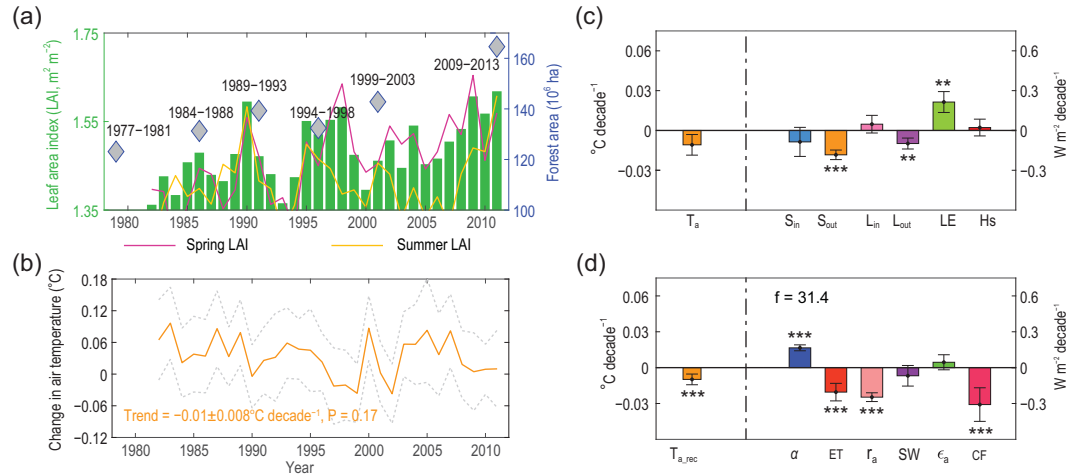 (a)
1.75
1.55
1.35
Leaf area index (LAI, m² m⁻²)
160
140
120
100
Forest area (10⁶ ha)
1977−1981
1984−1988
1989−1993
1994−1998
1999−2003
2009−2013
1980 1985 1990 1995 2000 2005 2010
Spring LAI Summer LAI
(b)
0.18
0.12
0.06
0
−0.06
−0.12
Change in air temperature (°C)
Trend = −0.01±0.008°C decade⁻¹, P = 0.17
1980 1985 1990 1995 2000 2005 2010
Year
(c)
0.06
0.03
0
−0.03
°C decade⁻¹
0.6
0.3
0
−0.3
W m⁻² decade⁻¹
***
**
**
Tₐ S_in S_out L_in L_out LE Hs
(d)
0.06
0.03
0
−0.03
°C decade⁻¹
0.6
0.3
0
−0.3
W m⁻² decade⁻¹
f = 31.4
***
***
***
***
***
T_a_rec α ET rₐ SW ϵₐ CF